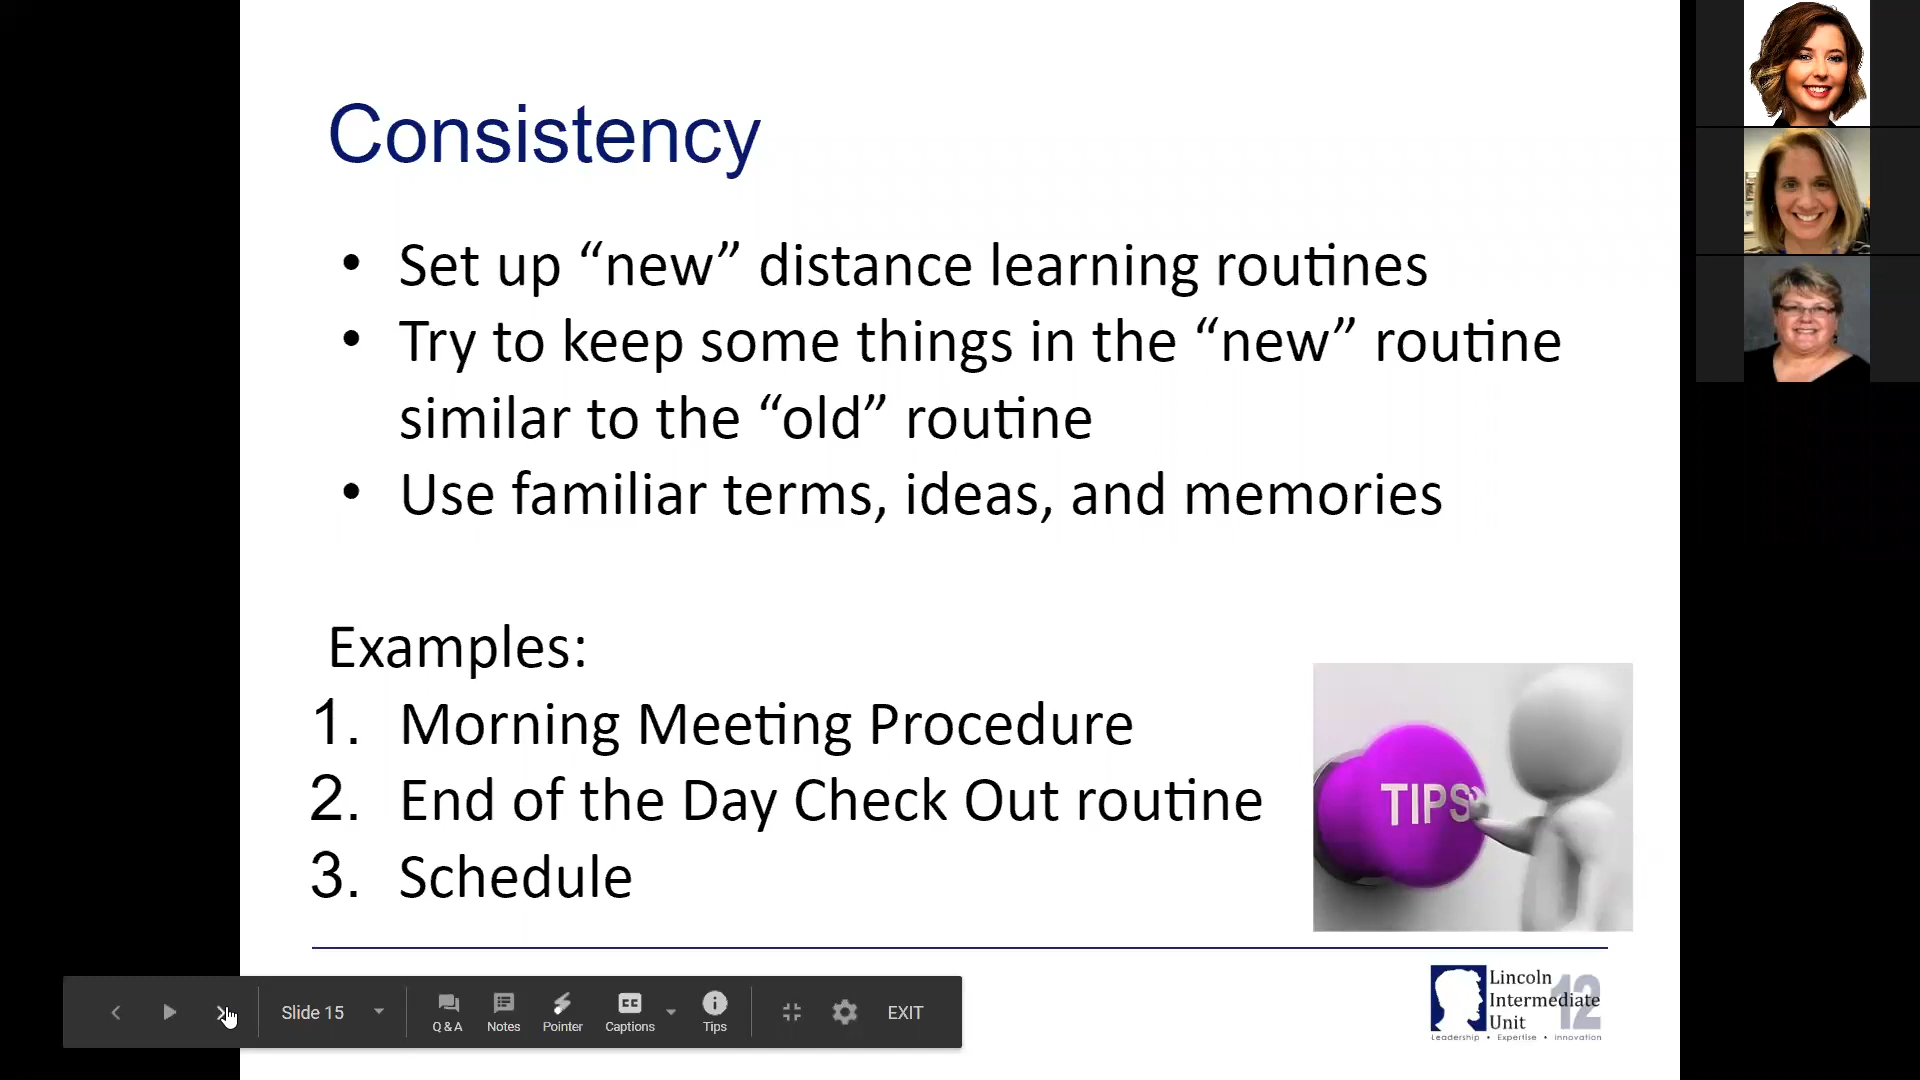 Consistency
• Set up “new” distance learning routines
• Try to keep some things in the “new” routine
similar to the “old” routine
• Use familiar terms, ideas, and memories
Examples:
1. Morning Meeting Procedure
2. End of the Day Check Out routine
3. Schedule
TIPS
Lincoln
Intermediate
Unit
12
Leadership • Expertise • Innovation
Slide 15
Q & A
Notes
Pointer
CC
Captions
Tips
EXIT